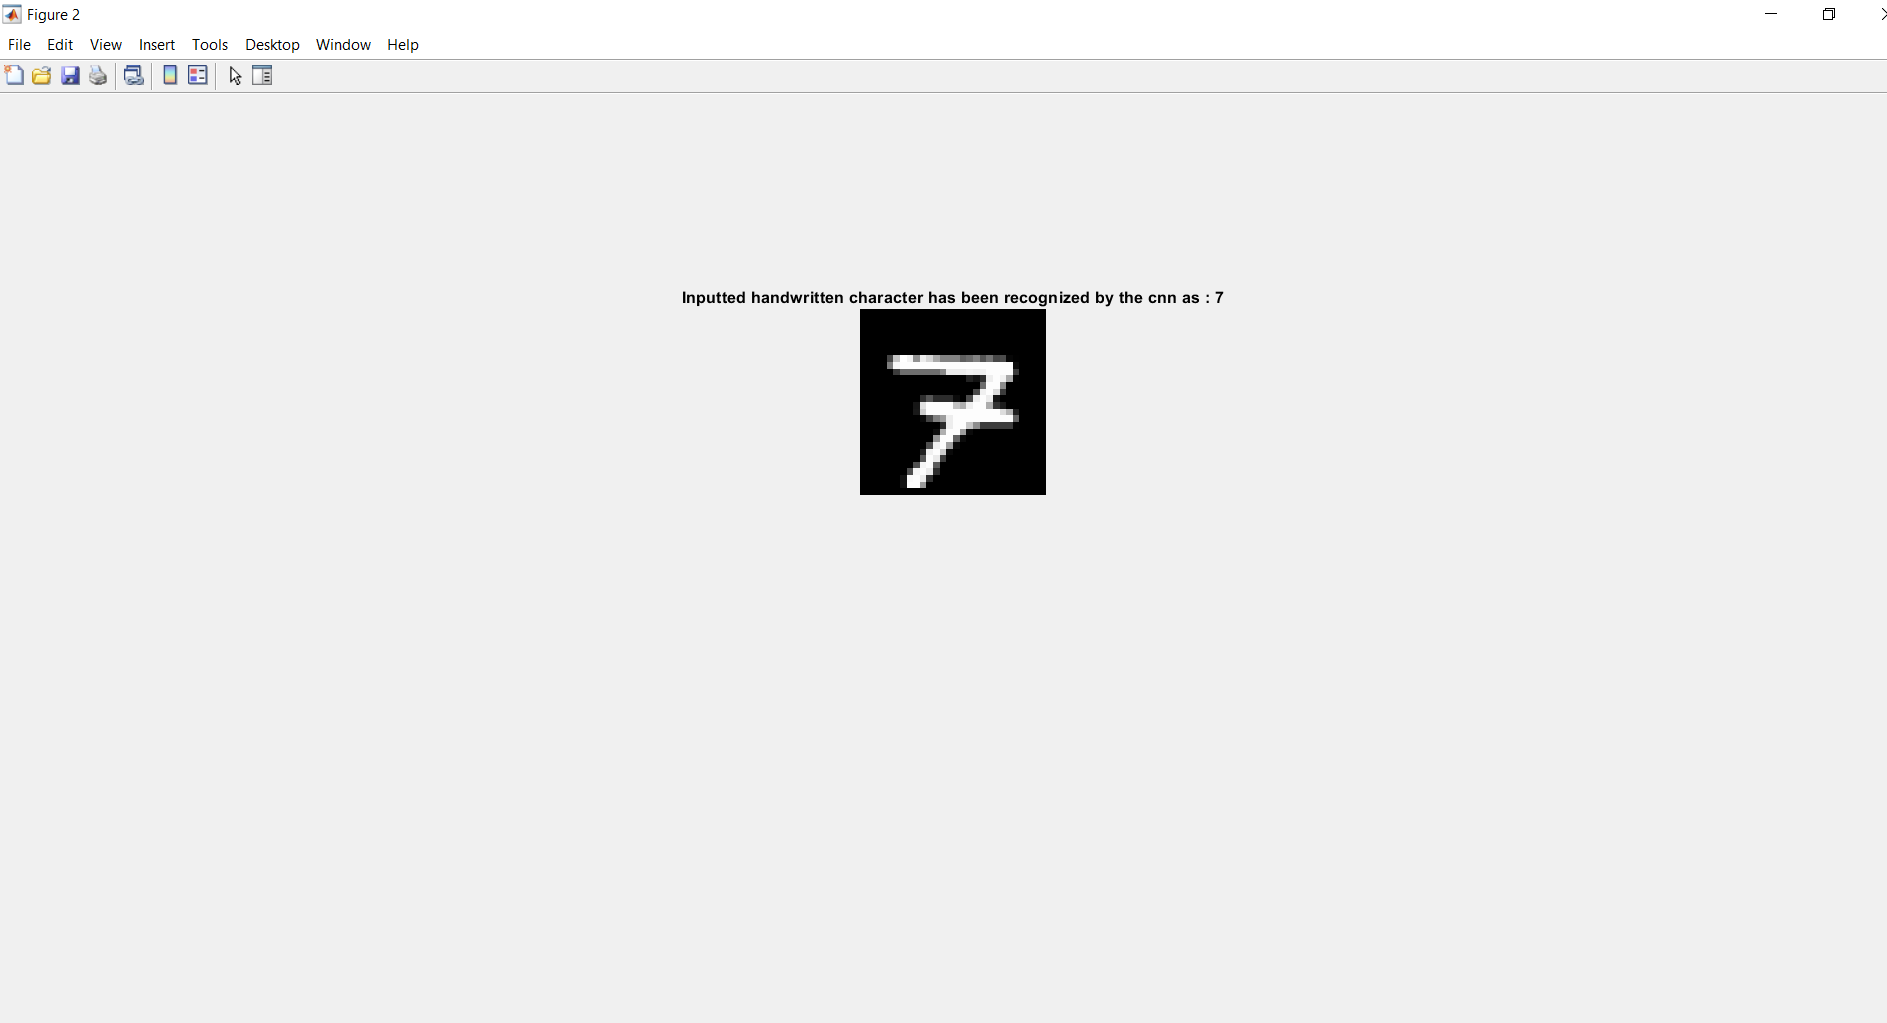 Figure 2
File Edit View Insert Tools Desktop Window Help
Inputted handwritten character has been recognized by the cnn as : 7
7